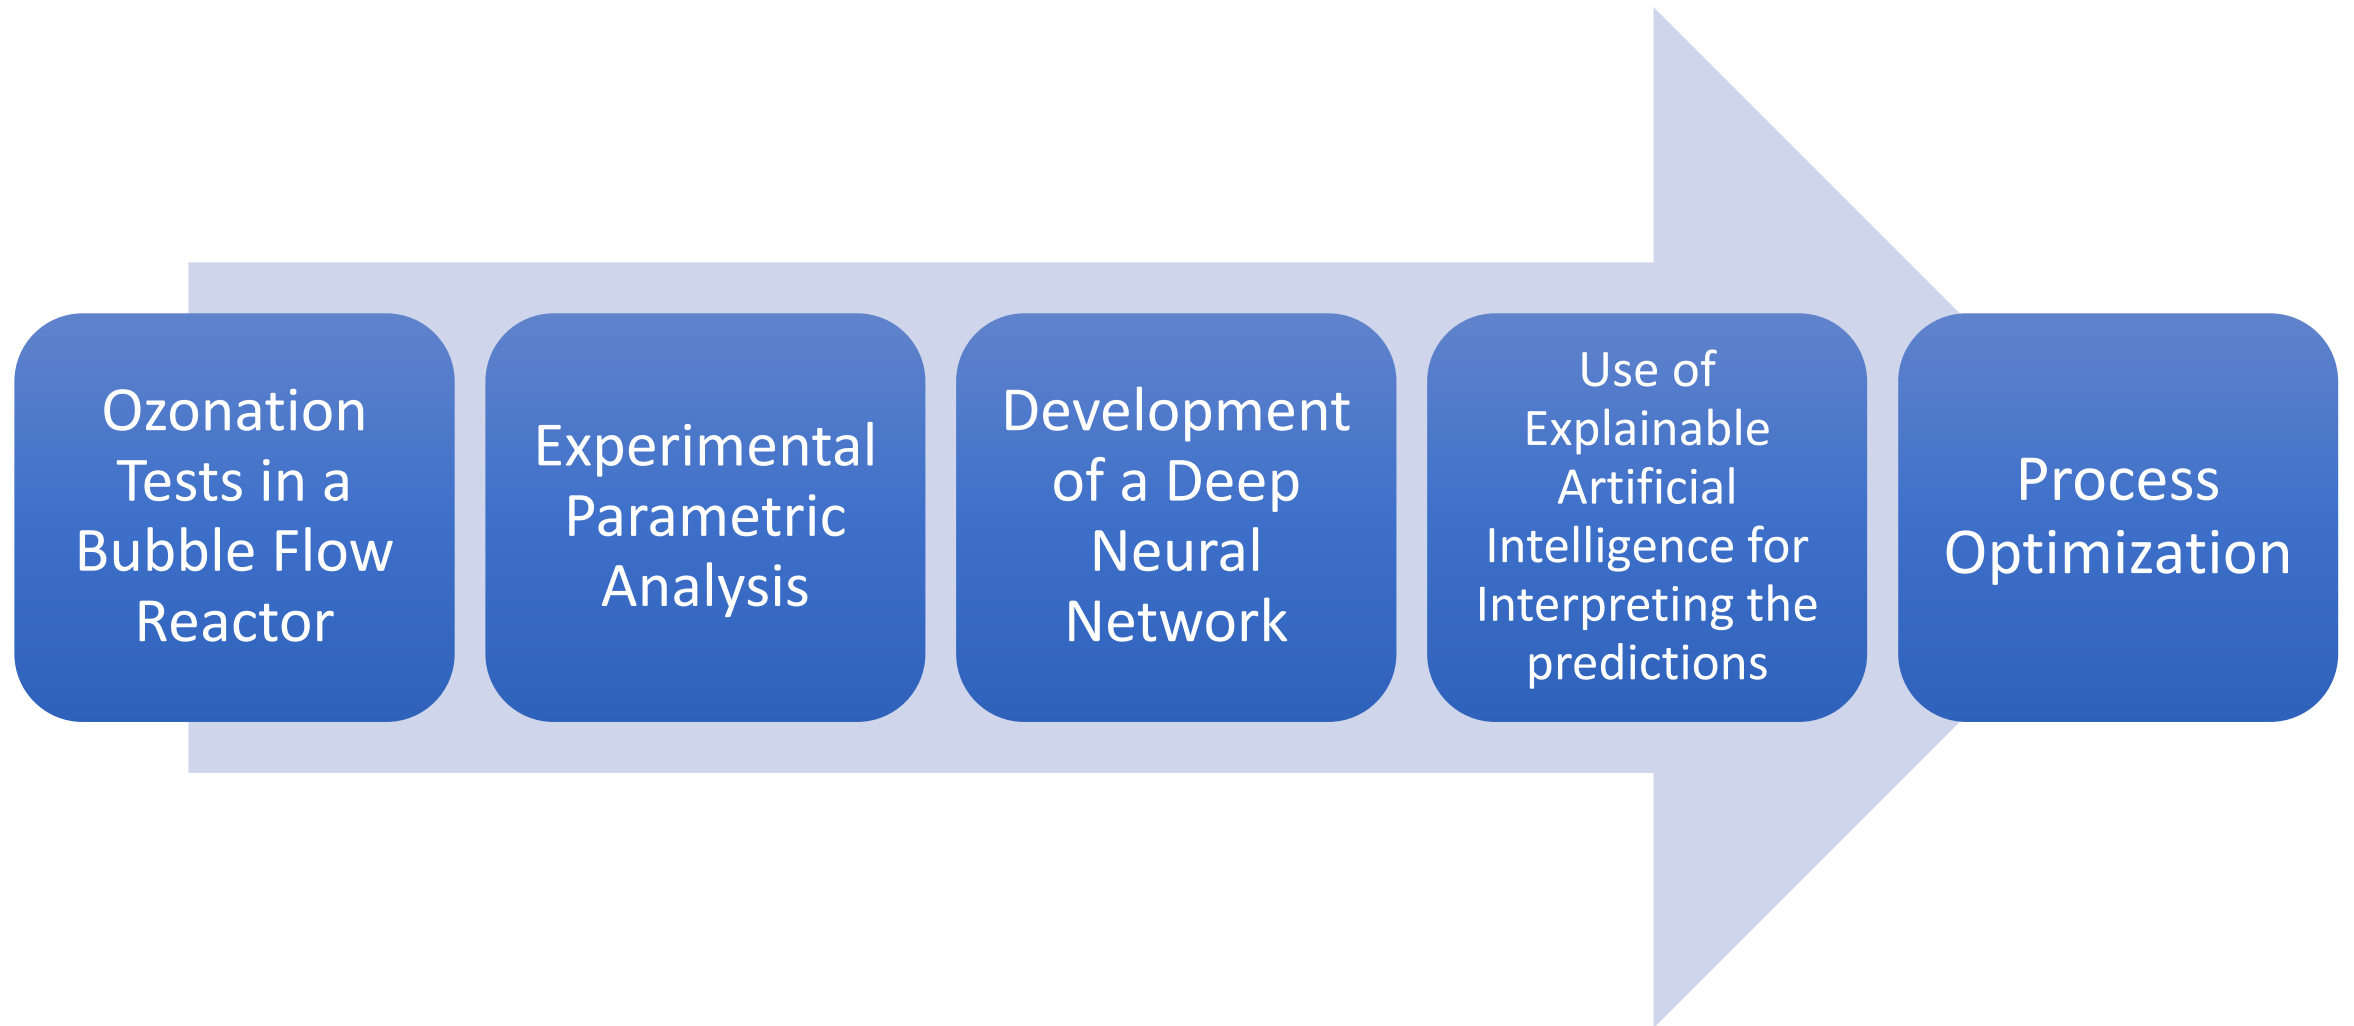 Ozonation
Tests in a
Bubble Flow
Reactor
Experimental
Parametric
Analysis
Development
of a Deep
Neural
Network
Use of
Explainable
Artificial
Intelligence for
Interpreting the
predictions
Process
Optimization